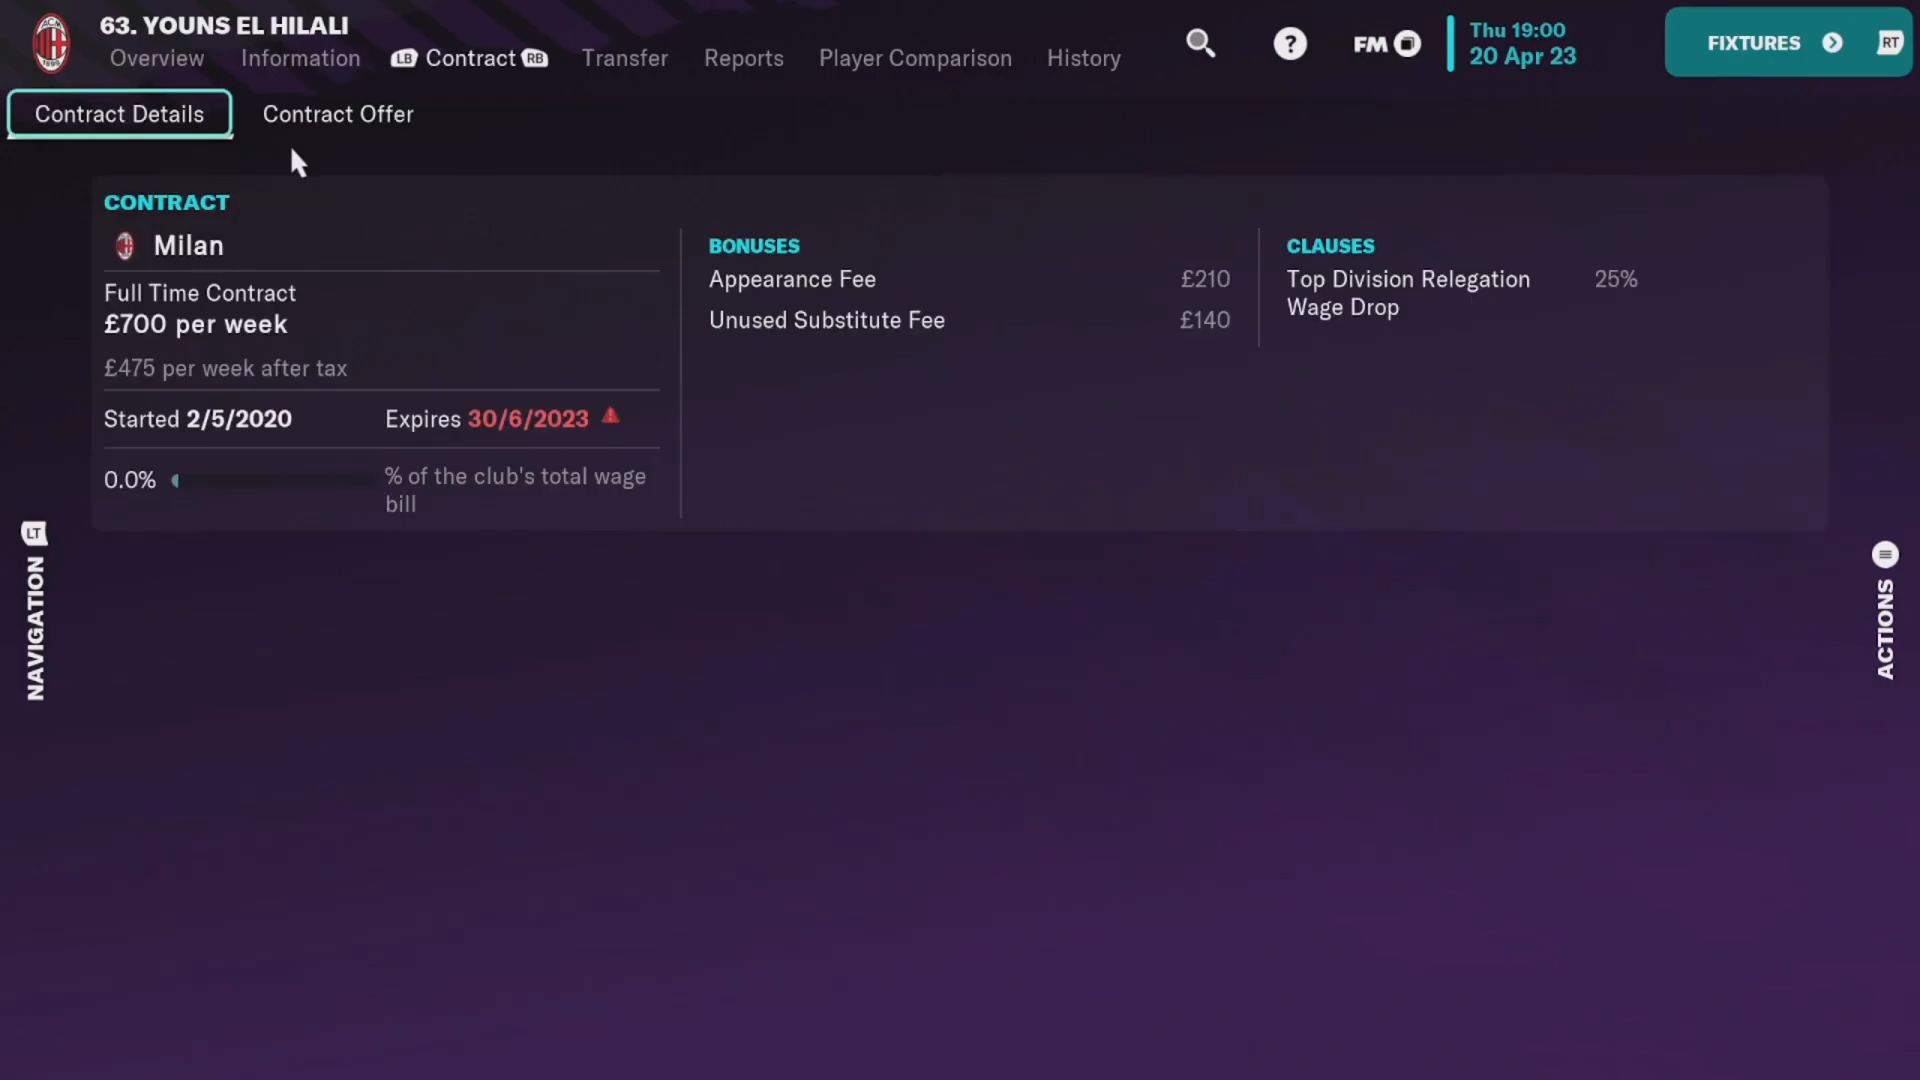 63. YOUNS EL HILALI
Overview Information LB Contract RB Transfer Reports Player Comparison History
? FM
Thu 19:00
20 Apr 23
FIXTURES RT
Contract Details Contract Offer
CONTRACT
Milan
Full Time Contract
£700 per week
£475 per week after tax
Started 2/5/2020 Expires 30/6/2023
0.0% % of the club's total wage
bill
BONUSES
Appearance Fee £210
Unused Substitute Fee £140
CLAUSES
Top Division Relegation 25%
Wage Drop
LT
NAVIGATION
ACTIONS
ACM
1899